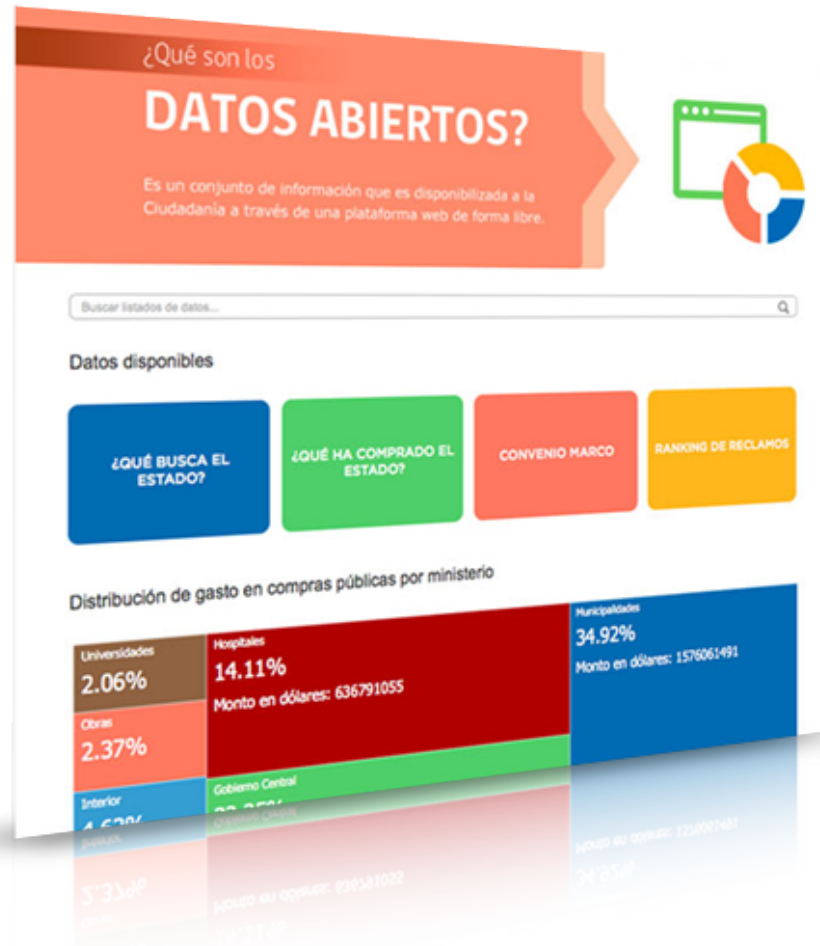 ¿Qué son los
DATOS ABIERTOS?
Es un conjunto de información que es disponibilizada a la
Ciudadanía a través de una plataforma web de forma libre.
Buscar listados de datos...
Datos disponibles
¿QUÉ BUSCA EL
ESTADO?
¿QUÉ HA COMPRADO EL
ESTADO?
CONVENIO MARCO
RANKING DE RECLAMOS
Distribución de gasto en compras públicas por ministerio
Universidades
2.06%
Obras
2.37%
Interior
Hospitales
14.11%
Monto en dólares: 636791055
Gobierno Central
Municipalidades
34.92%
Monto en dólares: 1576061491